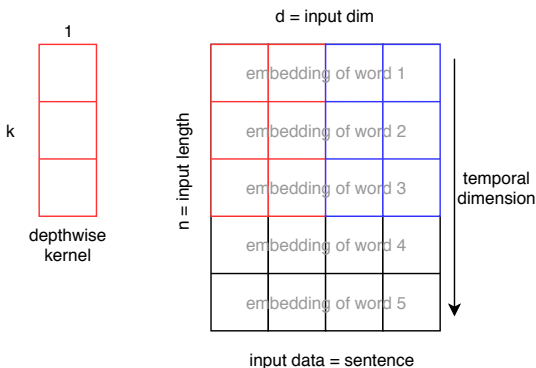 d = input dim
1
k
depthwise
kernel
n = input length
embedding of word 1
embedding of word 2
embedding of word 3
embedding of word 4
embedding of word 5
temporal
dimension
input data = sentence